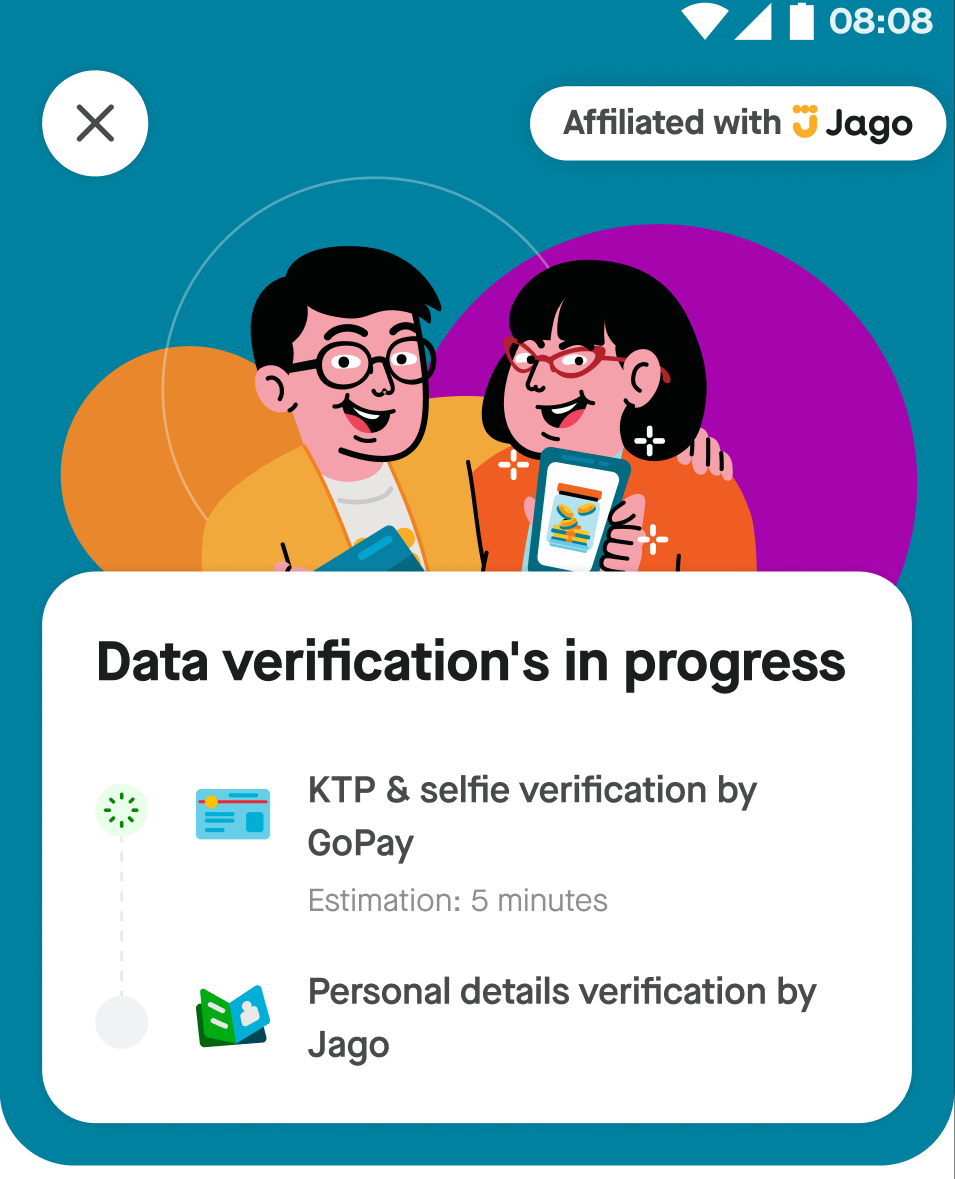 08:08
Affiliated with Jago
Data verification's in progress
KTP & selfie verification by
GoPay
Estimation: 5 minutes
Personal details verification by
Jago